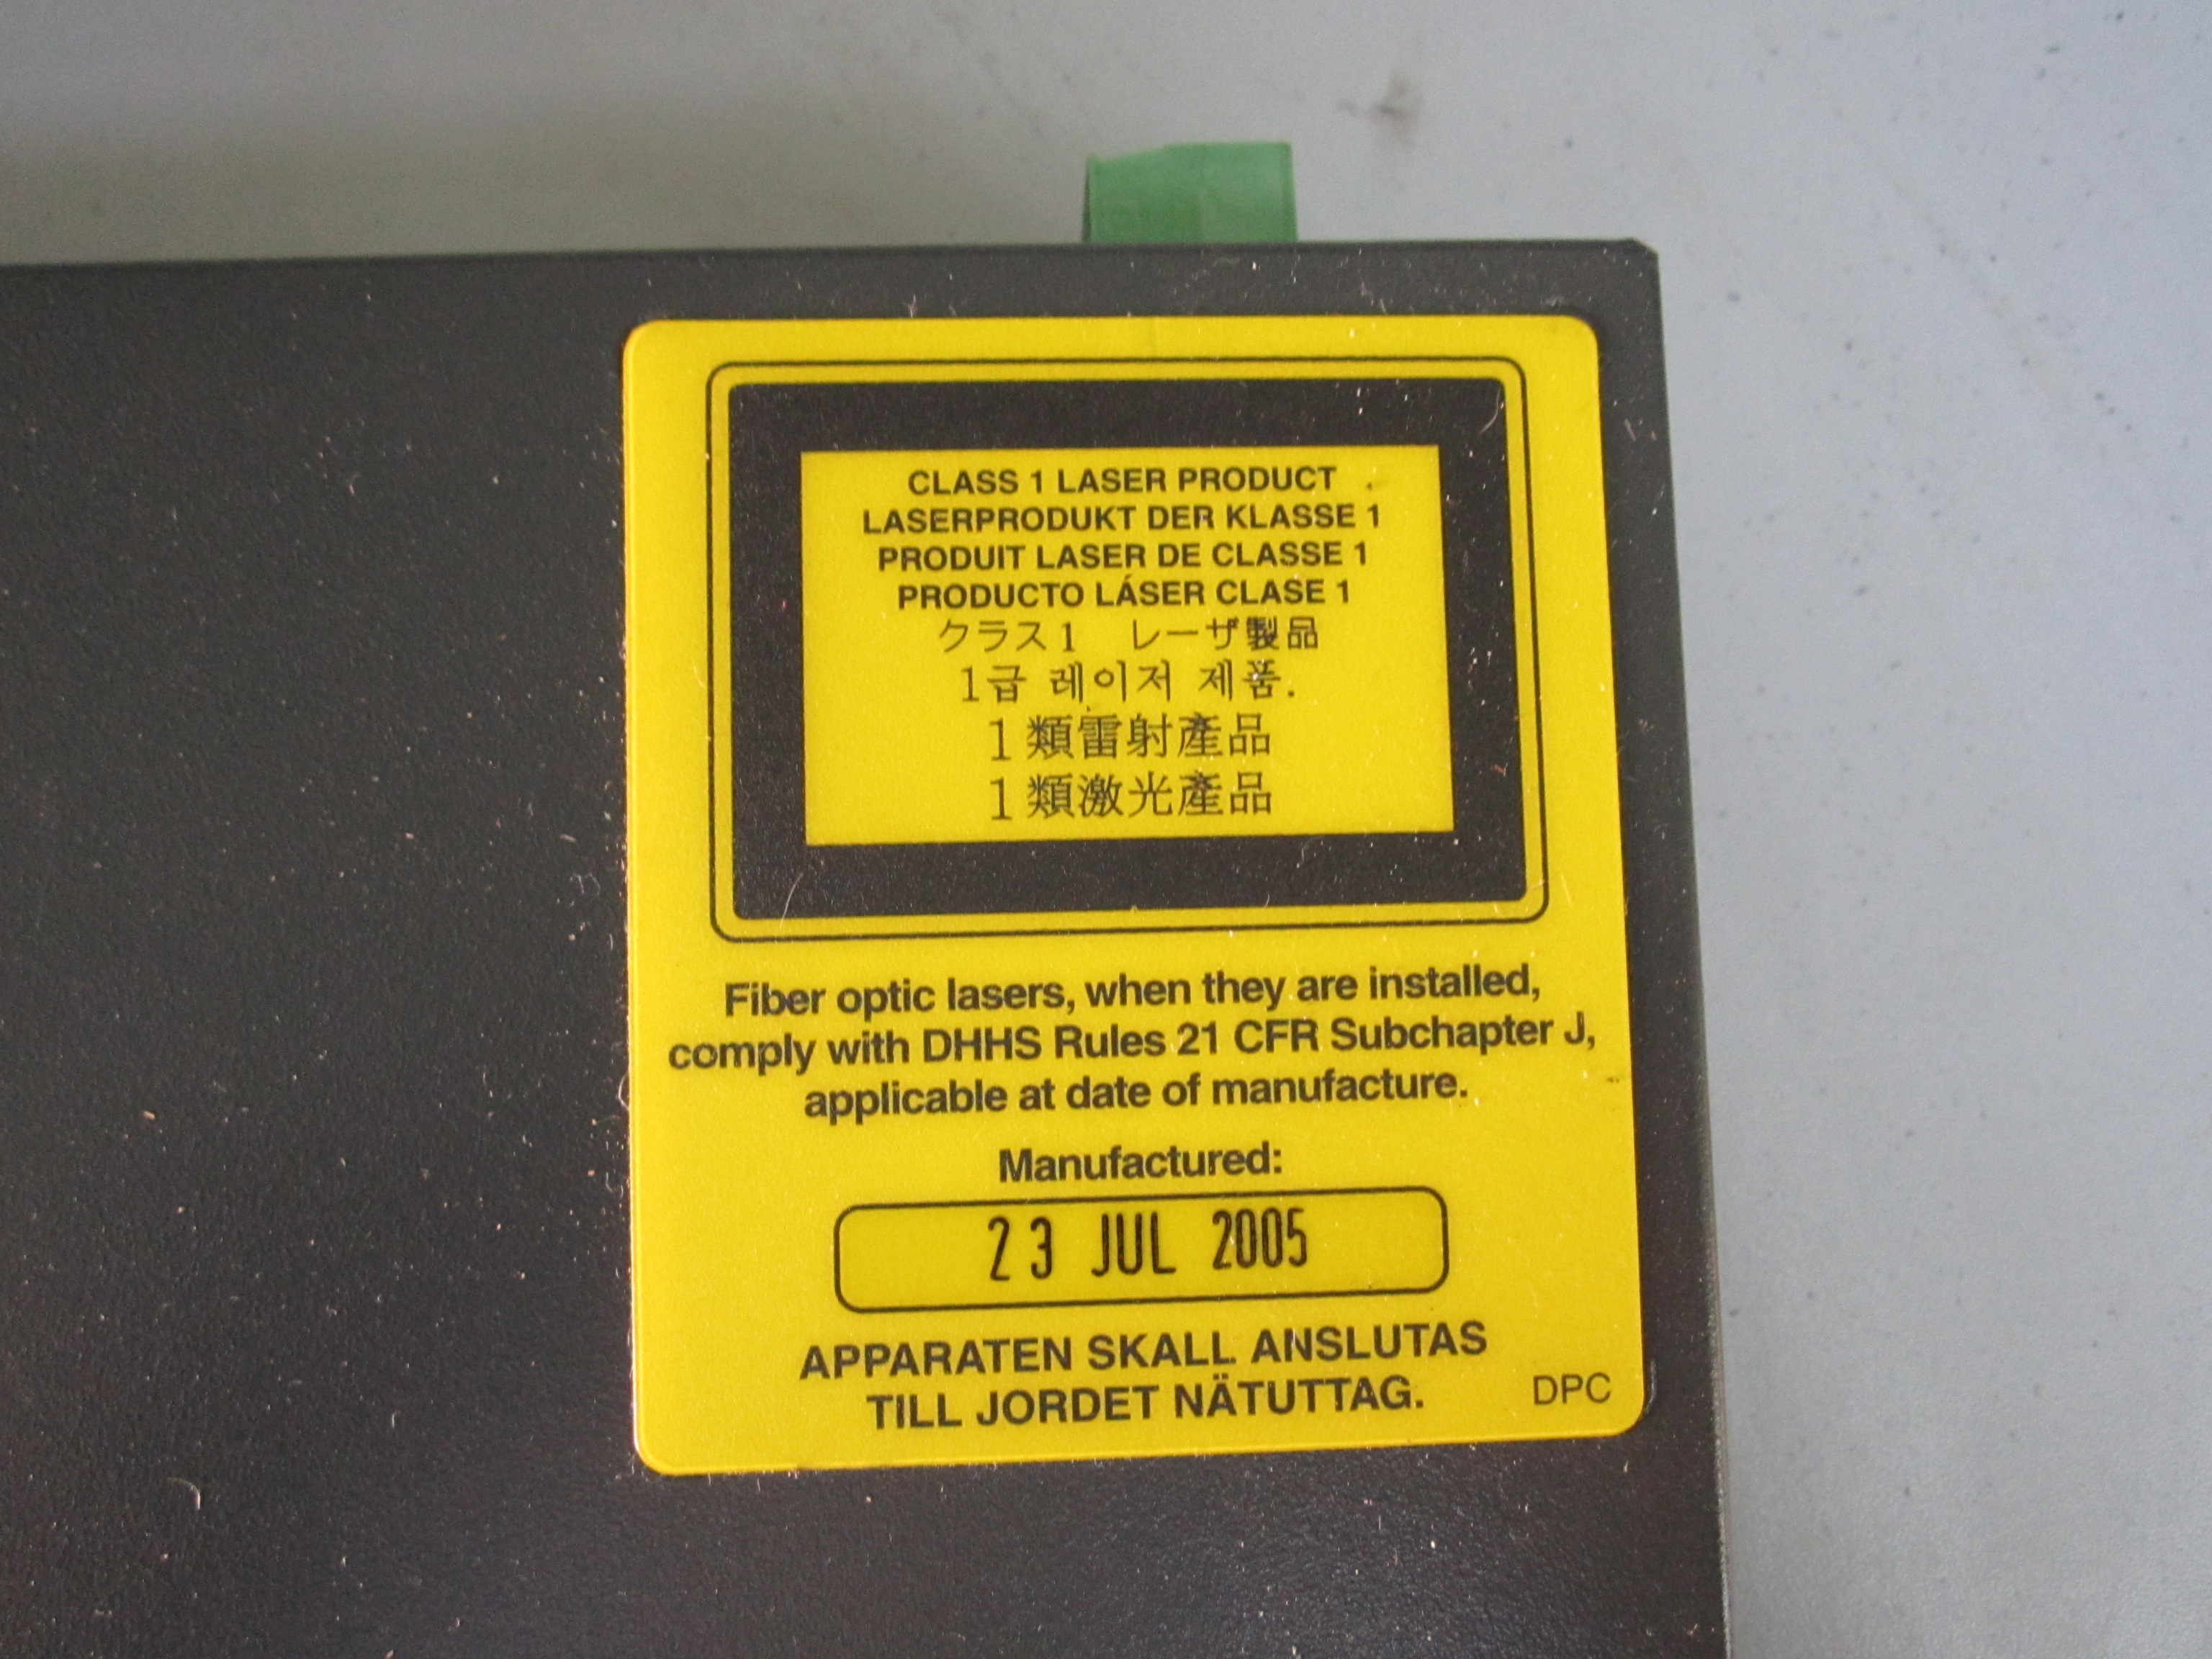 CLASS 1 LASER PRODUCT
LASERPRODUKT DER KLASSE 1
PRODUIT LASER DE CLASSE 1
PRODUCTO LÁSER CLASE 1
クラス1 レーザ製品
1급 레이저 제품.
1類雷射產品
1類激光產品
Fiber optic lasers, when they are installed,
comply with DHHS Rules 21 CFR Subchapter J,
applicable at date of manufacture.
Manufactured:
23 JUL 2005
APPARATEN SKALL ANSLUTAS
TILL JORDET NÄTUTTAG.
DPC